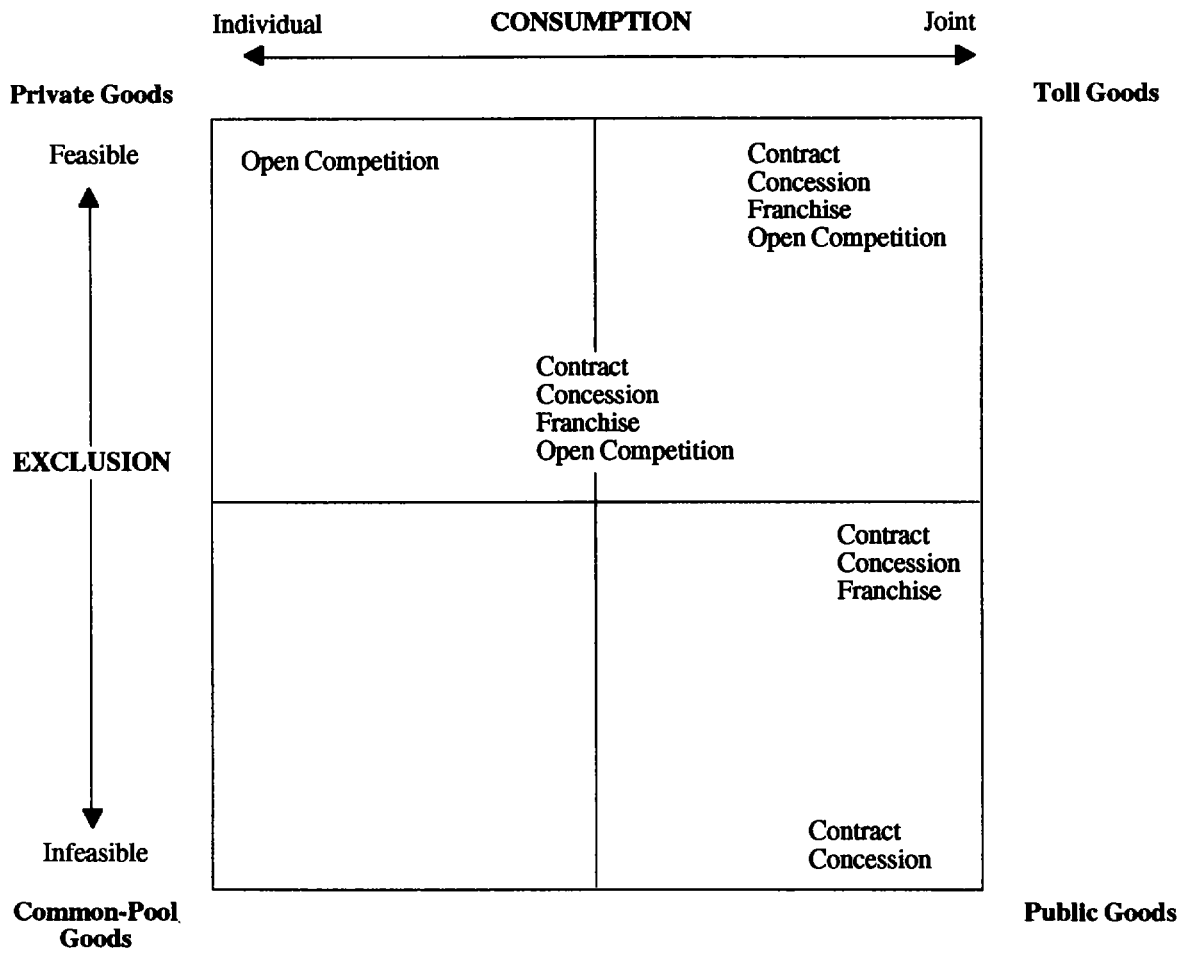 Individual CONSUMPTION Joint
Private Goods
Toll Goods
Feasible
Open Competition
Contract
Concession
Franchise
Open Competition
Contract
Concession
Franchise
Open Competition
EXCLUSION
Contract
Concession
Franchise
Contract
Concession
Infeasible
Common-Pool
Goods
Public Goods